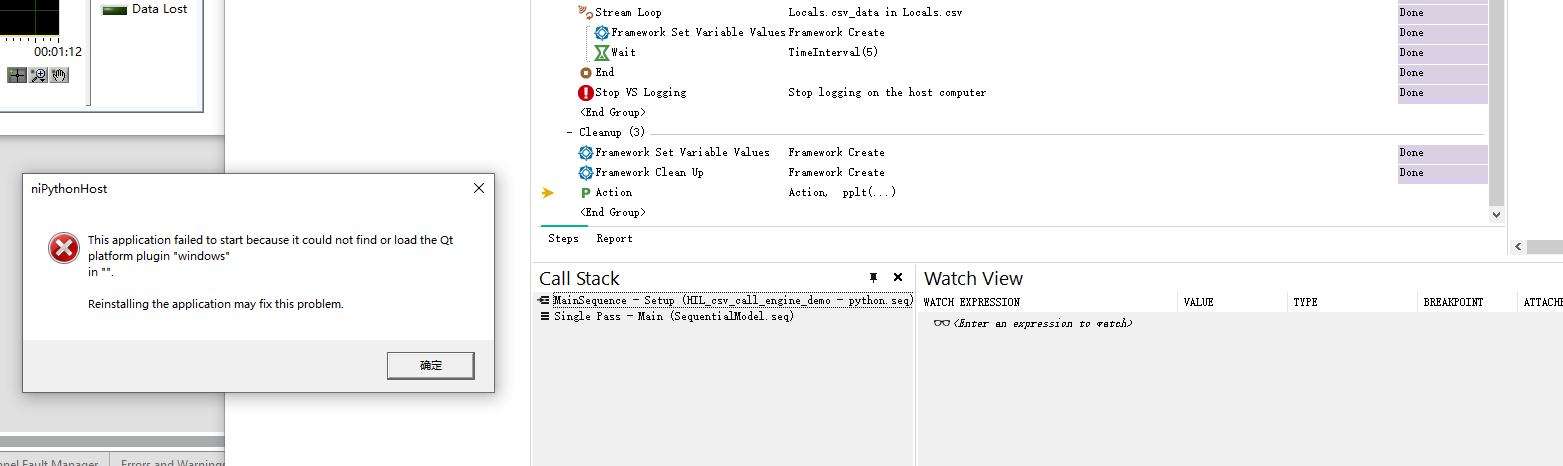 Data Lost
00:01:12
Stream Loop Locals.csv_data in Locals.csv Done
Framework Set Variable Values Framework Create Done
Wait TimeInterval(5) Done
End Done
Stop VS Logging Stop logging on the host computer Done
<End Group>
- Cleanup (3)
Framework Set Variable Values Framework Create Done
Framework Clean Up Framework Create Done
Action Action, pplt(...)
<End Group>
Steps Report
niPythonHost
This application failed to start because it could not find or load the Qt
platform plugin "windows"
in "".
Reinstalling the application may fix this problem.
确定
Call Stack
MainSequence - Setup (HIL_csv_call_engine_demo - python.seq)
Single Pass - Main (SequentialModel.seq)
Watch View
WATCH EXPRESSION VALUE TYPE BREAKPOINT ATTACHE
<Enter an expression to watch>
nel Fault Manager Errors and Warning